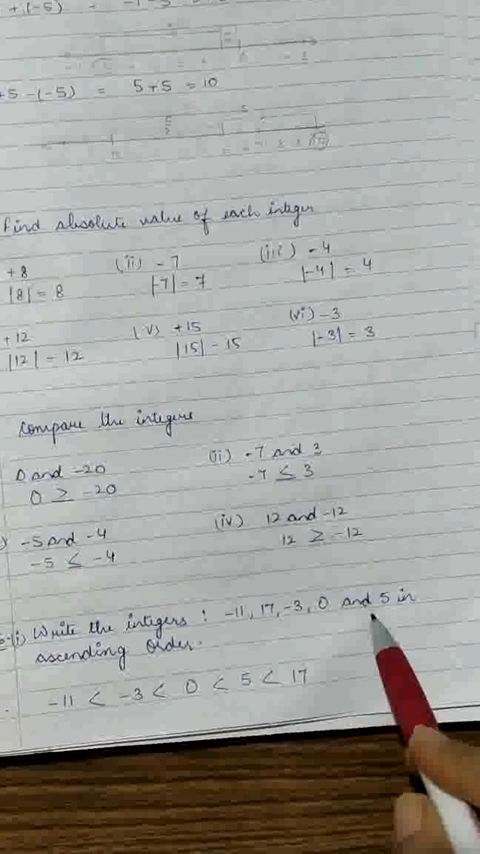 +(-5) -
+5 -(-5) = 5+5 = 10
Find absolute value of each integer
+8 (ii) -7 (iii) -4
|8| = 8 |-7| = 7 |-4| = 4
+12 (v) +15 (vi) -3
|12| = 12 |15| - 15 |-3| = 3
Compare the integers
0 and -20 (ii) -7 and 3
0 ≥ -20 -7 ≤ 3
) -5 and -4 (iv) 12 and -12
-5 ≤ -4 12 ≥ -12
(i) Write the integers : -11, 17, -3, 0 and 5 in
ascending order.
-11 < -3 < 0 < 5 < 17